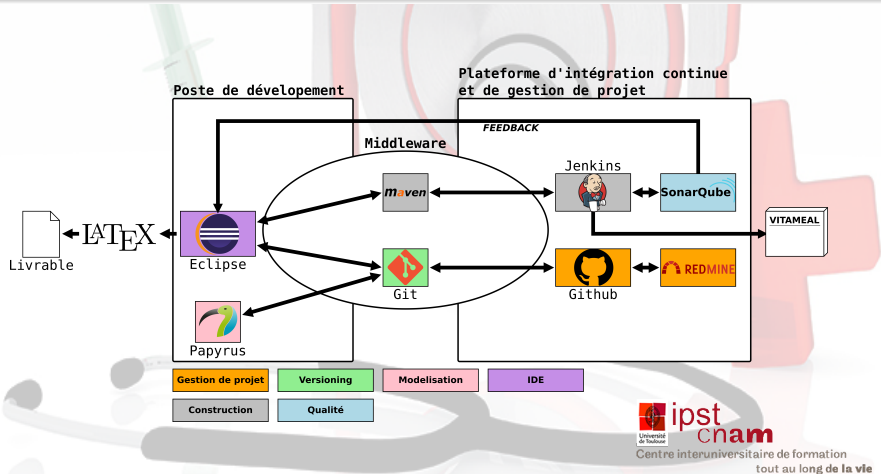 Plateforme d'intégration continue
et de gestion de projet
Poste de dévelopement
FEEDBACK
Middleware
Jenkins
maven
SonarQube
VITAMEAL
LATEX
Livrable
Eclipse
Git
Github
REDMINE
Papyrus
Gestion de projet
Versioning
Modelisation
IDE
Construction
Qualité
ipst
cnam
Université
de Toulouse
Centre interuniversitaire de formation
tout au long de la vie